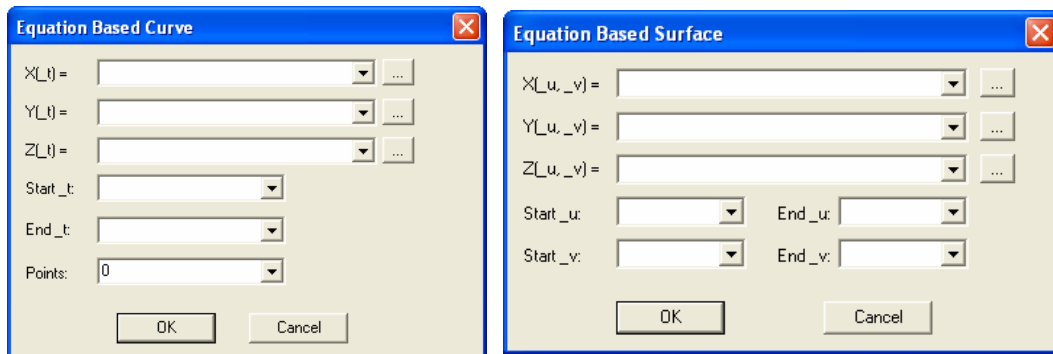 Equation Based Curve
X(_t) =
...
Y(_t) =
...
Z(_t) =
...
Start _t:
End _t:
Points:
0
OK
Cancel
Equation Based Surface
X(_u, _v) =
...
Y(_u, _v) =
...
Z(_u, _v) =
...
Start _u:
End _u:
Start _v:
End _v:
OK
Cancel